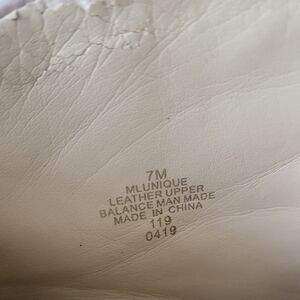 7M
MLUNIQUE
LEATHER UPPER
BALANCE MAN MADE
MADE IN CHINA
119
0419